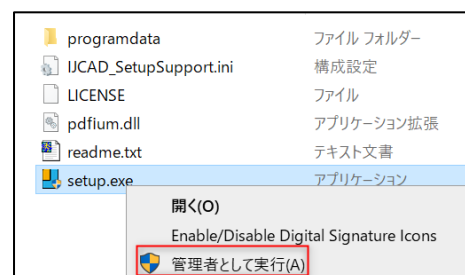 programdata ファイル フォルダー
IJCAD_SetupSupport.ini 構成設定
LICENSE ファイル
pdfium.dll アプリケーション拡張
readme.txt テキスト文書
setup.exe アプリケーション
開く(O)
Enable/Disable Digital Signature Icons
管理者として実行(A)